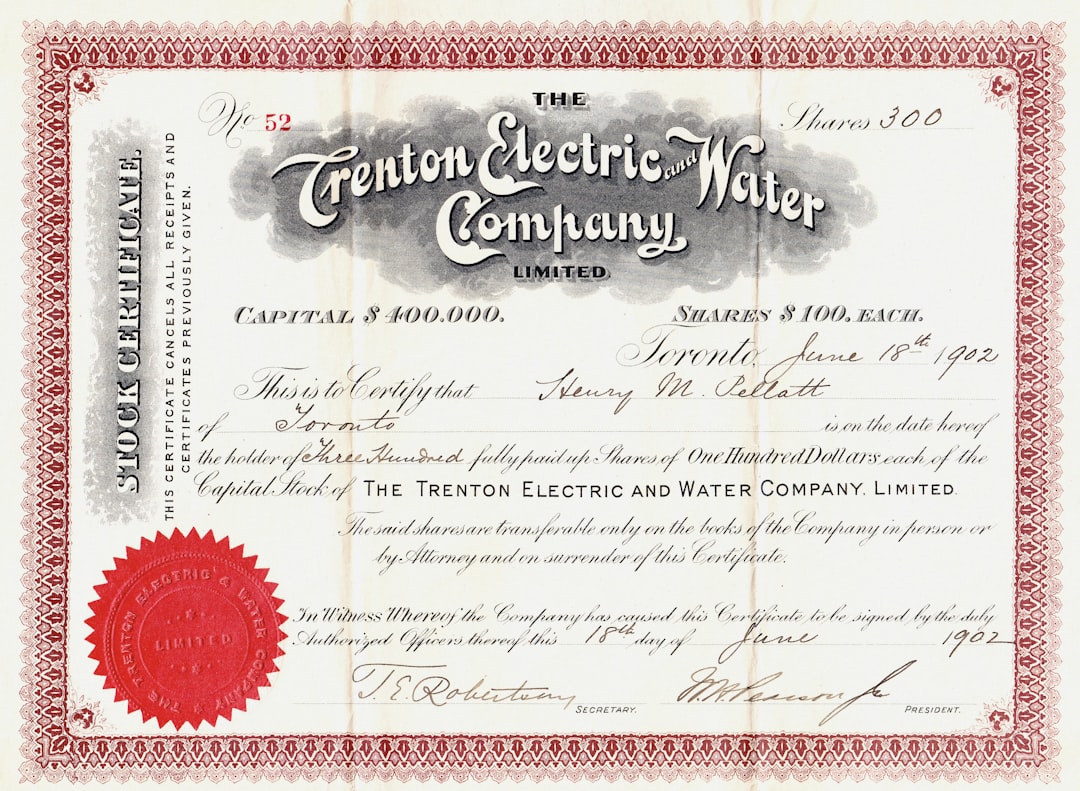 No 52
Shares 300
THE
Trenton Electric and Water
Company
LIMITED
CAPITAL $ 400.000.
SHARES $ 100. EACH.
Toronto, June 18th 1902
This is to Certify that Henry M. Pellatt
of Toronto is on the date hereof
the holder of Three Hundred fully paid up Shares of One Hundred Dollars each of the
Capital Stock of THE TRENTON ELECTRIC AND WATER COMPANY. LIMITED.
The said shares are transferable only on the books of the Company in person or
by Attorney and on surrender of this Certificate.
In Witness Whereof the Company has caused this Certificate to be signed by the duly
Authorized Officers thereof this 18th day of June 1902
T. E. Robertson
SECRETARY.
Pearson Jr
PRESIDENT.
STOCK CERTIFICATE.
THIS CERTIFICATE CANCELS ALL RECEIPTS AND
CERTIFICATES PREVIOUSLY GIVEN.
THE TRENTON ELECTRIC & WATER COMPANY
LIMITED